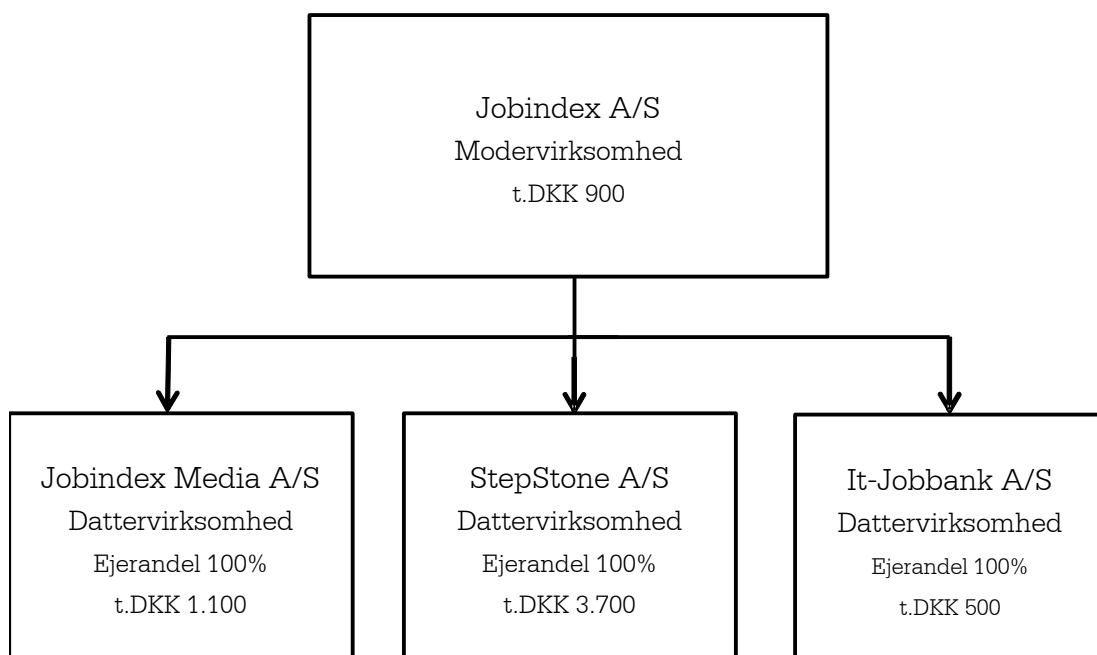 Jobindex A/S
Modervirksomhed
t.DKK 900
Jobindex Media A/S
Dattervirksomhed
Ejerandel 100%
t.DKK 1.100
StepStone A/S
Dattervirksomhed
Ejerandel 100%
t.DKK 3.700
It-Jobbank A/S
Dattervirksomhed
Ejerandel 100%
t.DKK 500